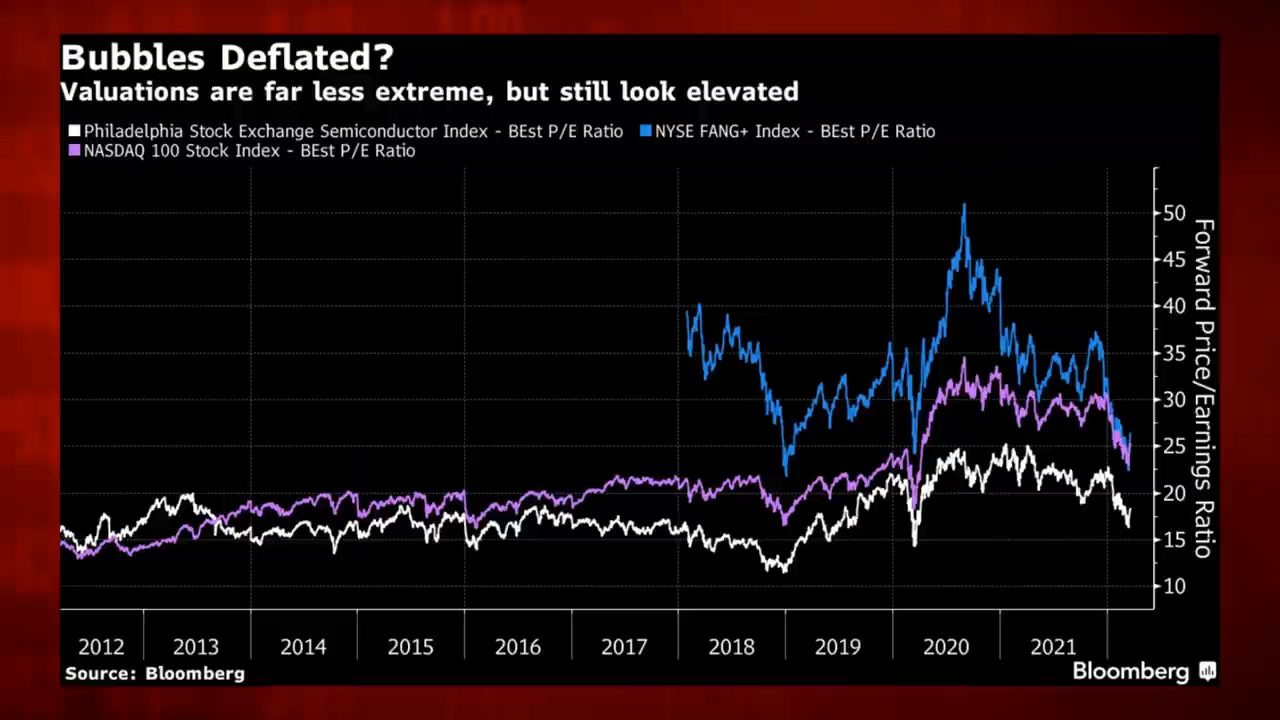 Bubbles Deflated?
Valuations are far less extreme, but still look elevated
Philadelphia Stock Exchange Semiconductor Index - BEst P/E Ratio NYSE FANG+ Index - BEst P/E Ratio
NASDAQ 100 Stock Index - BEst P/E Ratio
50
45
40
35
30
25
20
15
10
Forward Price/Earnings Ratio
2012 2013 2014 2015 2016 2017 2018 2019 2020 2021
Source: Bloomberg
Bloomberg